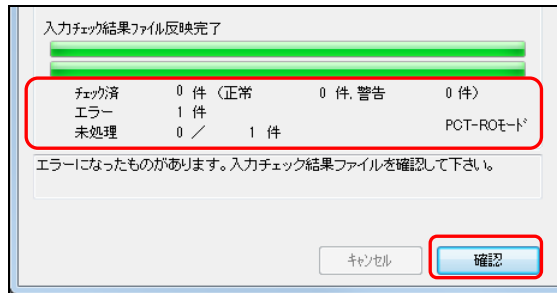 入力ﾁｪｯｸ結果ﾌｧｲﾙ反映完了
ﾁｪｯｸ済 0 件 (正常 0 件, 警告 0 件)
エラー 1 件
未処理 0 ／ 1 件 PCT-ROﾓｰﾄﾞ
エラーになったものがあります。入力チェック結果ファイルを確認して下さい。
ｷｬﾝｾﾙ 確認